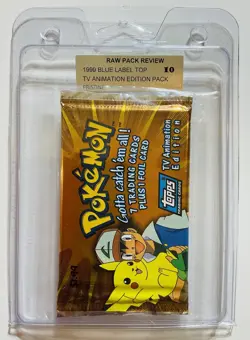 RAW PACK REVIEW
1999 BLUE LABEL TOP 10
TV ANIMATION EDITION PACK
POKéMON
Gotta catch 'em all!
7 TRADING CARDS
PLUS 1 FOIL CARD
TOPPS
TV Animation
Edition